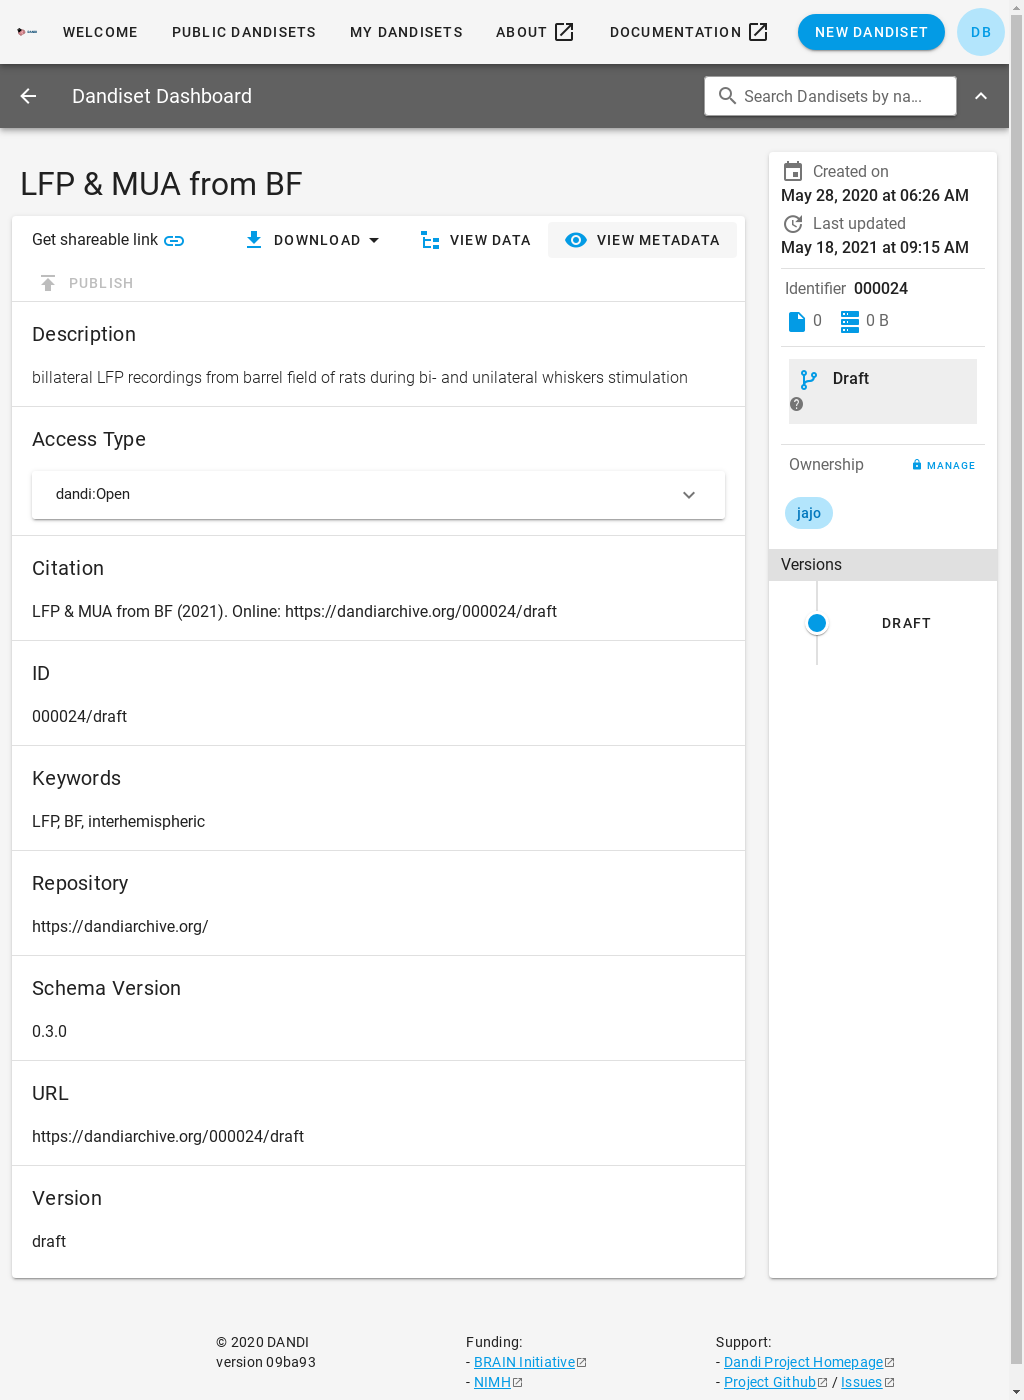 WELCOME PUBLIC DANDISETS MY DANDISETS ABOUT DOCUMENTATION NEW DANDISET DB
Dandiset Dashboard Search Dandisets by na...
LFP & MUA from BF
Get shareable link DOWNLOAD VIEW DATA VIEW METADATA
PUBLISH
Description
billateral LFP recordings from barrel field of rats during bi- and unilateral whiskers stimulation
Access Type
dandi:Open
Citation
LFP & MUA from BF (2021). Online: https://dandiarchive.org/000024/draft
ID
000024/draft
Keywords
LFP, BF, interhemispheric
Repository
https://dandiarchive.org/
Schema Version
0.3.0
URL
https://dandiarchive.org/000024/draft
Version
draft
Created on
May 28, 2020 at 06:26 AM
Last updated
May 18, 2021 at 09:15 AM
Identifier 000024
0 0 B
Draft
Ownership MANAGE
jajo
Versions
DRAFT
© 2020 DANDI
version 09ba93
Funding:
- BRAIN Initiative
- NIMH
Support:
- Dandi Project Homepage
- Project Github / Issues